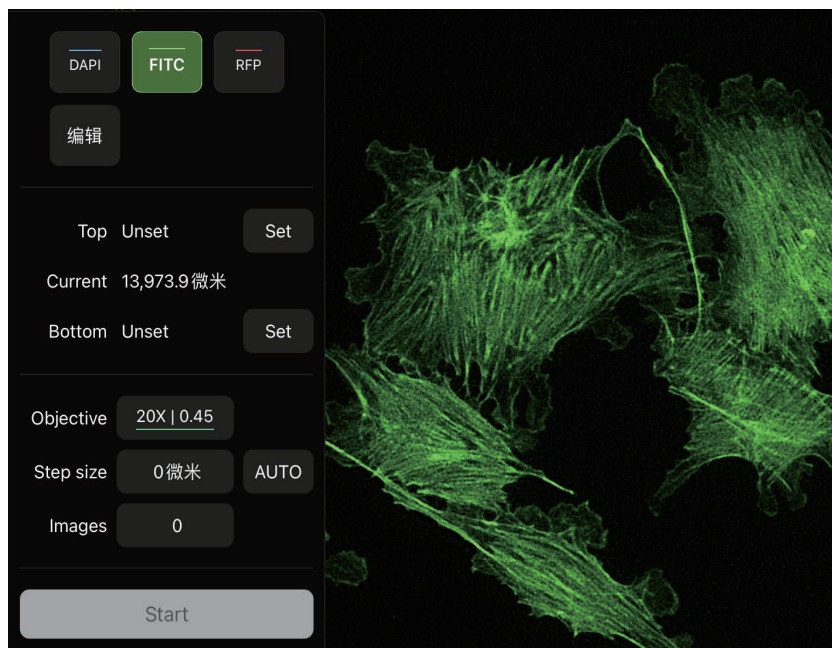 DAPI FITC RFP
编辑
Top Unset Set
Current 13,973.9微米
Bottom Unset Set
Objective 20X | 0.45
Step size 0微米 AUTO
Images 0
Start